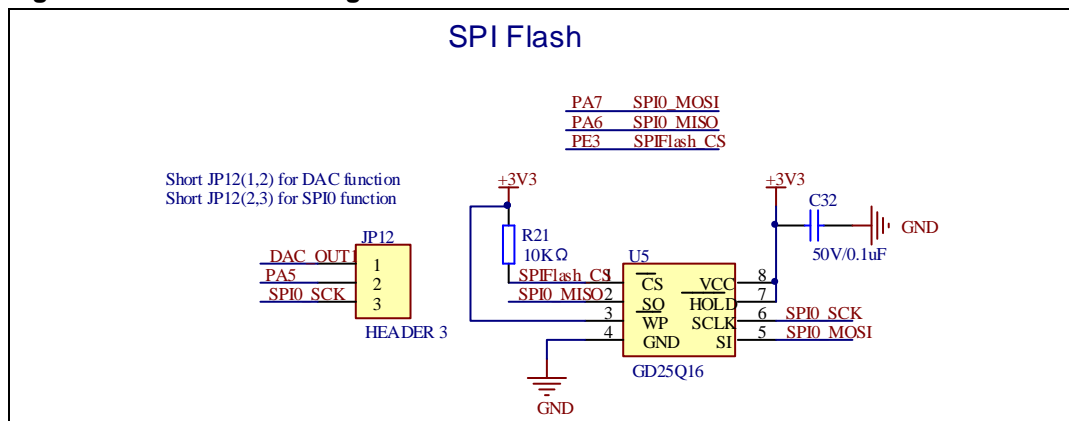 SPI Flash
PA7 SPI0_MOSI
PA6 SPI0_MISO
PE3 SPIFlash_CS
Short JP12(1,2) for DAC function
Short JP12(2,3) for SPI0 function
JP12
DAC_OUT1 1
PA5 2
SPI0_SCK 3
HEADER 3
+3V3
R21
10KΩ
+3V3
C32
50V/0.1uF
GND
U5
SPIFlash_CS 1 CS VCC 8
SPI0_MISO 2 SO HOLD 7
3 WP SCLK 6 SPI0_SCK
4 GND SI 5 SPI0_MOSI
GD25Q16
GND